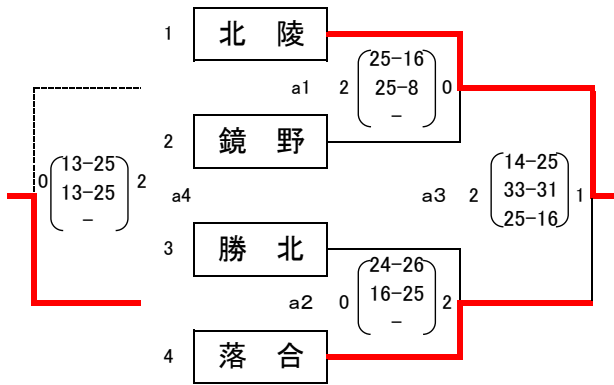 1 北 陵
a1 2 25-16 0
25-8
-
2 鏡 野
0 13-25 2
13-25
-
a4
a3 2 14-25 1
33-31
25-16
3 勝 北
a2 0 24-26 2
16-25
-
4 落 合